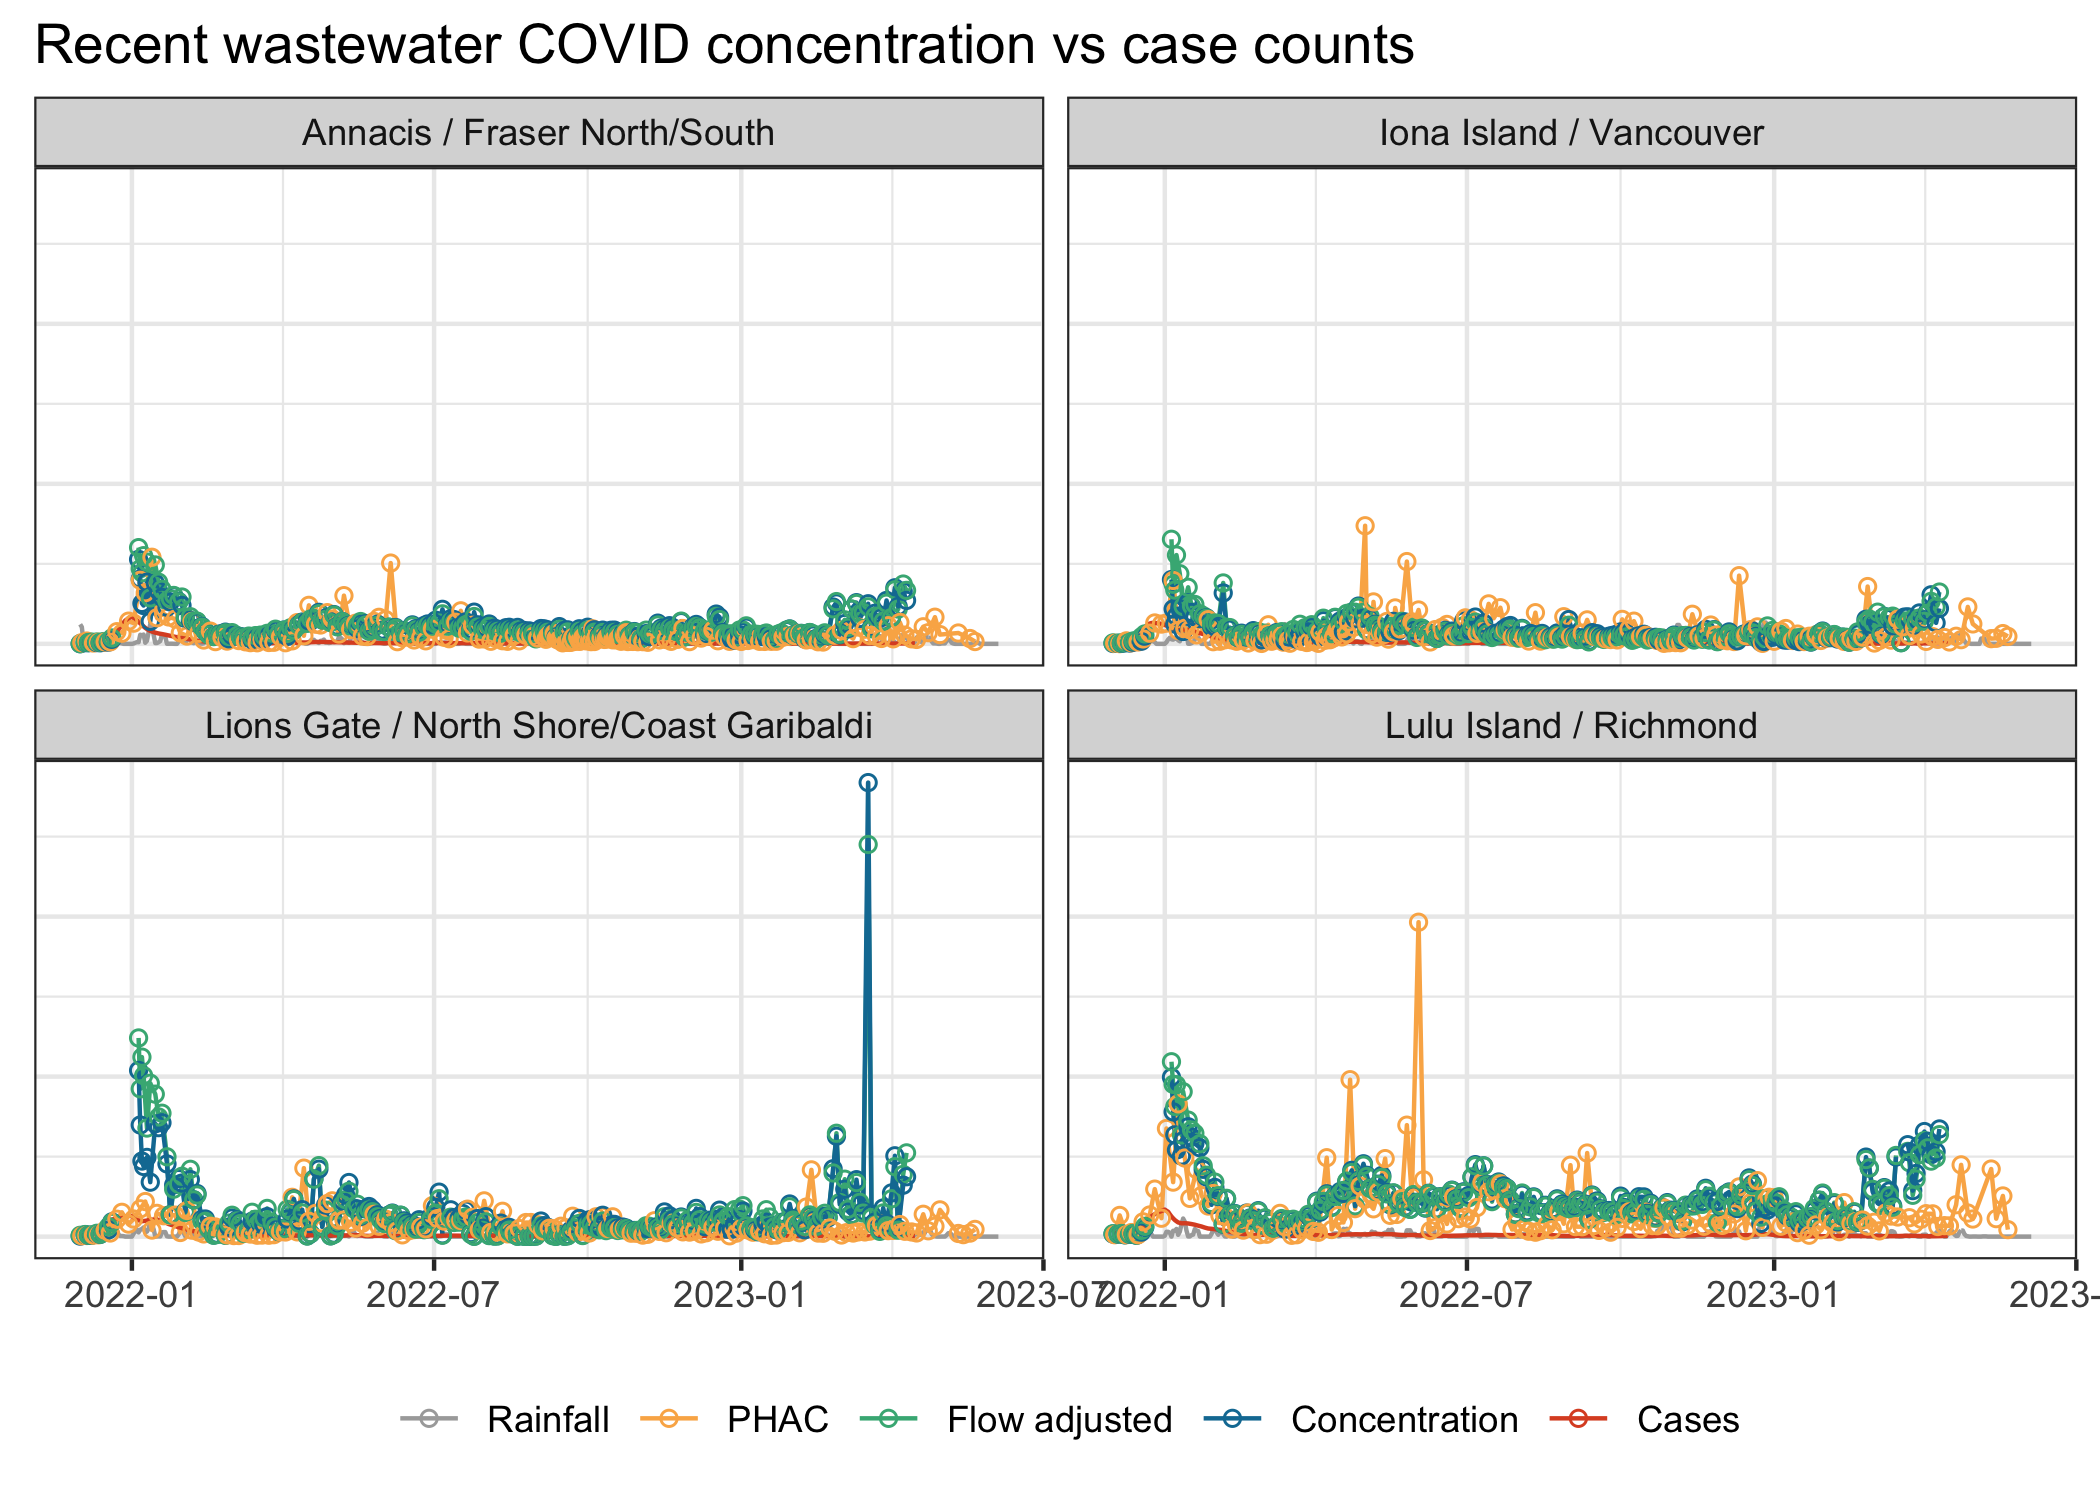 Recent wastewater COVID concentration vs case counts
Annacis / Fraser North/South
Iona Island / Vancouver
Lions Gate / North Shore/Coast Garibaldi
Lulu Island / Richmond
2022-01 2022-07 2023-01 2023-07 2022-01 2022-07 2023-01 2023-
Rainfall PHAC Flow adjusted Concentration Cases